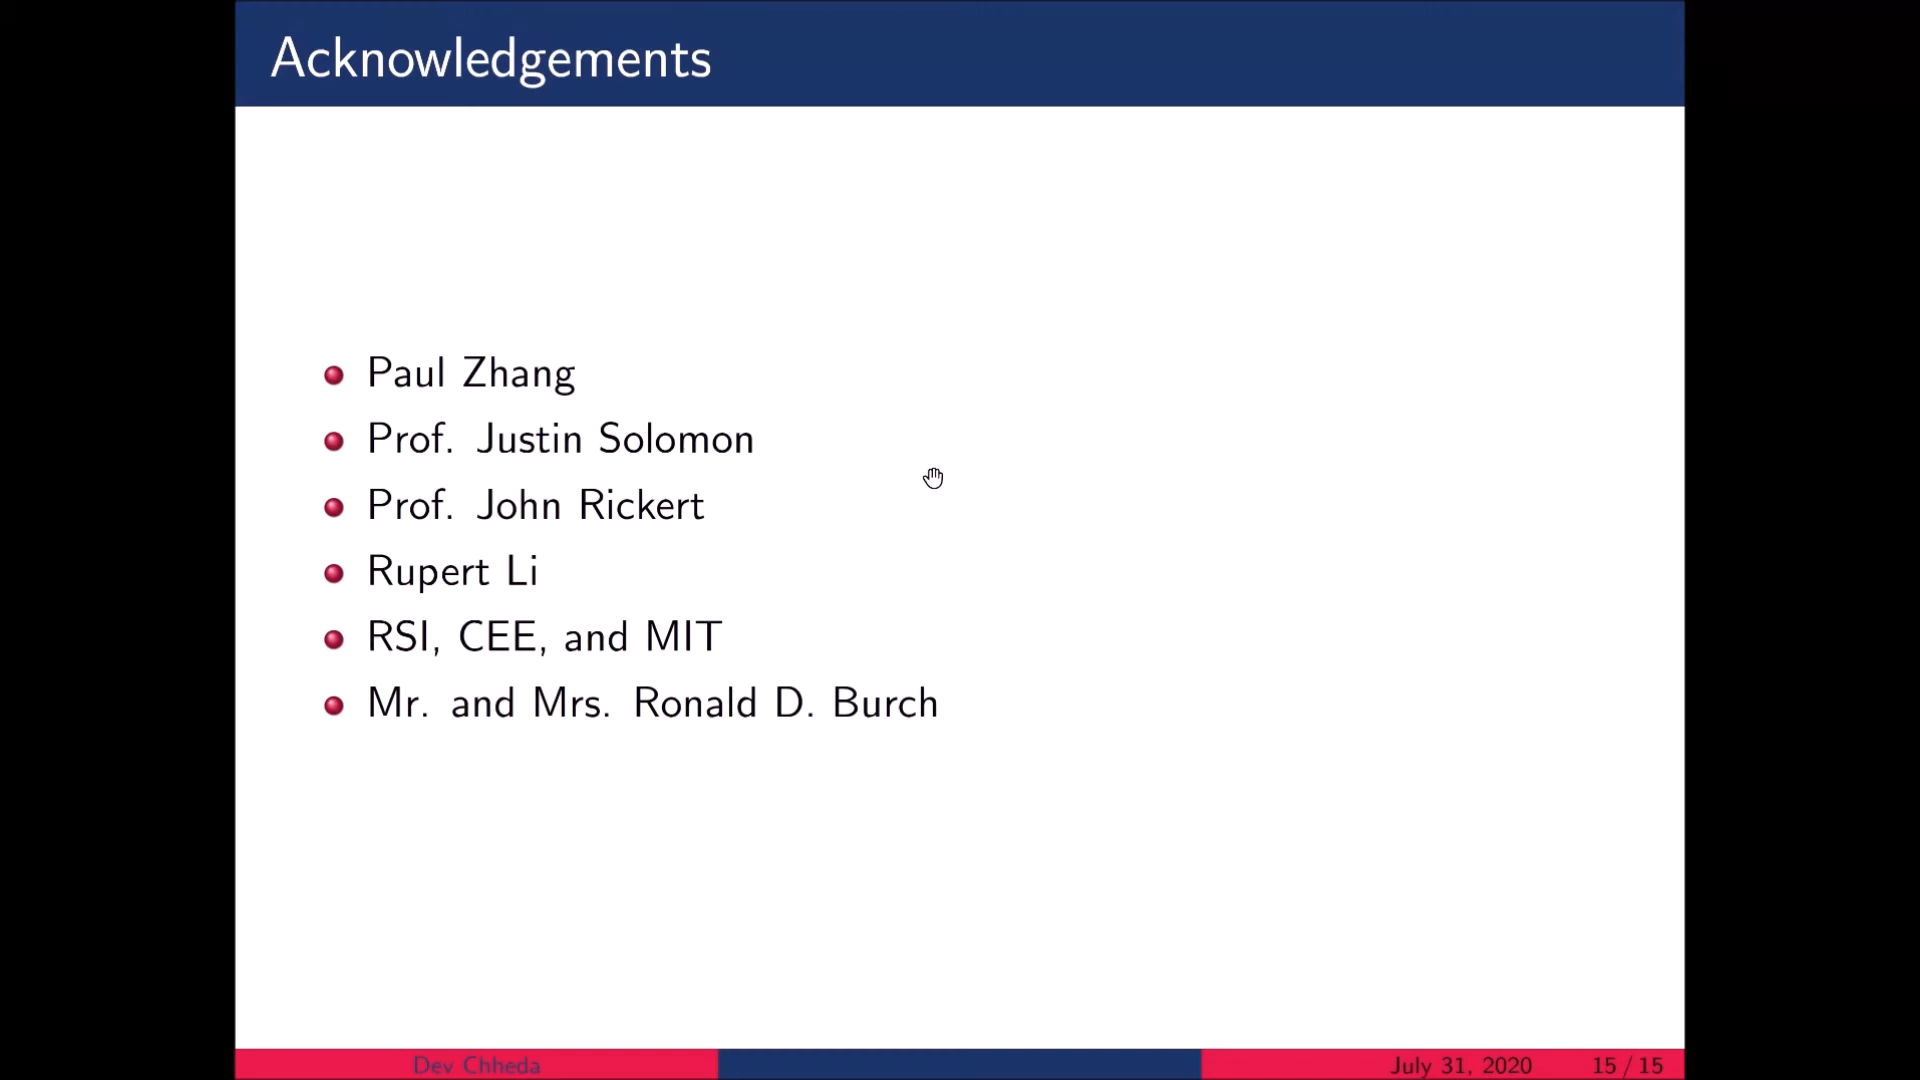 Acknowledgements
Paul Zhang
Prof. Justin Solomon
Prof. John Rickert
Rupert Li
RSI, CEE, and MIT
Mr. and Mrs. Ronald D. Burch
Dev Chheda July 31, 2020 15 / 15